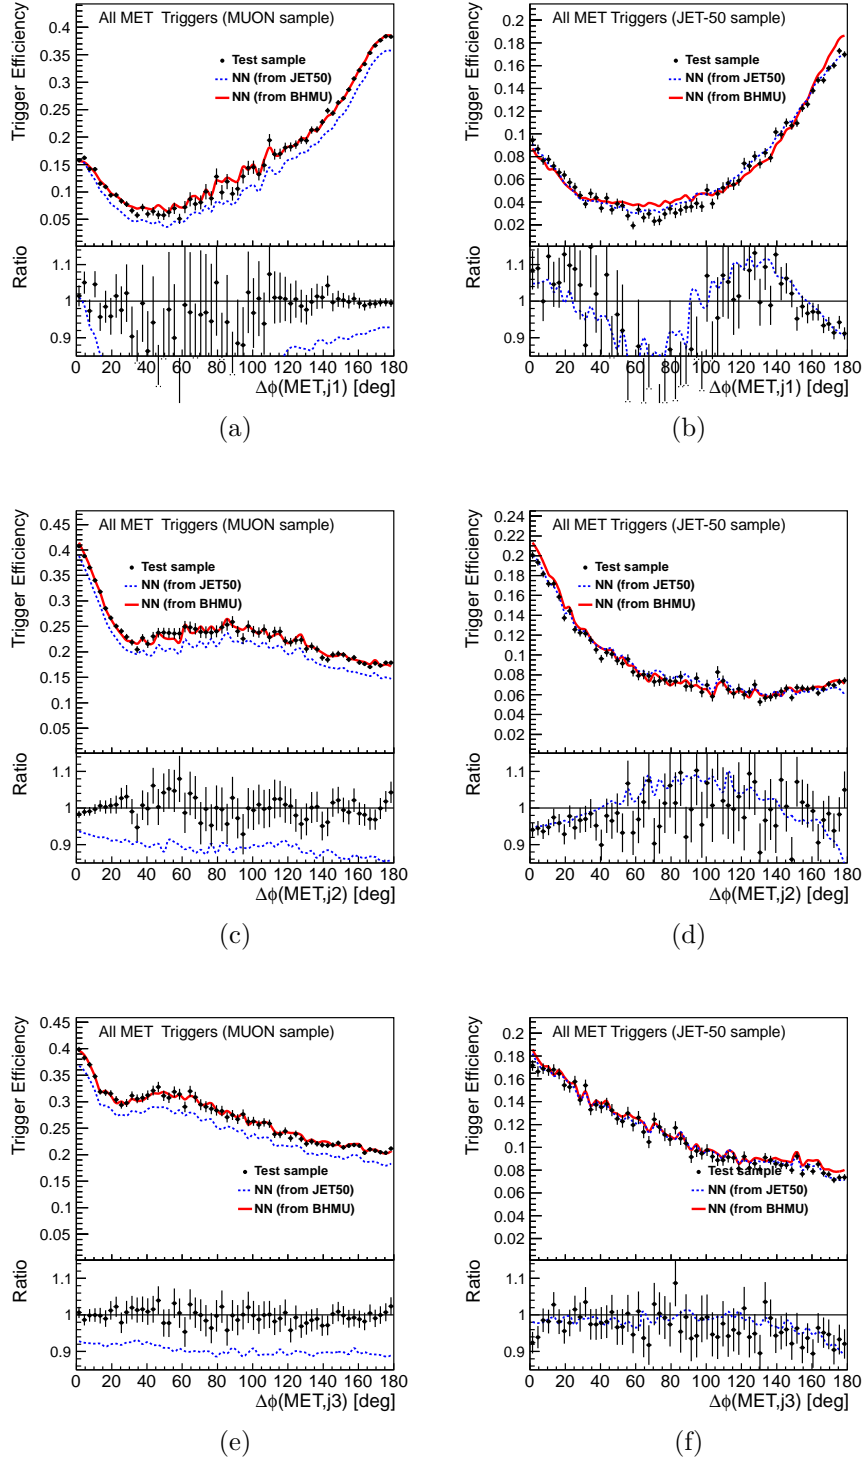 All MET Triggers (MUON sample)
Trigger Efficiency
0.4
0.35
0.3
0.25
0.2
0.15
0.1
0.05
Test sample
NN (from JET50)
NN (from BHMU)
Ratio
1.1
1
0.9
0 20 40 60 80 100 120 140 160 180
Δϕ(MET,j1) [deg]
(a)
All MET Triggers (JET-50 sample)
Trigger Efficiency
0.2
0.18
0.16
0.14
0.12
0.1
0.08
0.06
0.04
0.02
Test sample
NN (from JET50)
NN (from BHMU)
Ratio
1.1
1
0.9
0 20 40 60 80 100 120 140 160 180
Δϕ(MET,j1) [deg]
(b)
All MET Triggers (MUON sample)
Trigger Efficiency
0.45
0.4
0.35
0.3
0.25
0.2
0.15
0.1
0.05
Test sample
NN (from JET50)
NN (from BHMU)
Ratio
1.1
1
0.9
0 20 40 60 80 100 120 140 160 180
Δϕ(MET,j2) [deg]
(c)
All MET Triggers (JET-50 sample)
Trigger Efficiency
0.24
0.22
0.2
0.18
0.16
0.14
0.12
0.1
0.08
0.06
0.04
0.02
Test sample
NN (from JET50)
NN (from BHMU)
Ratio
1.1
1
0.9
0 20 40 60 80 100 120 140 160 180
Δϕ(MET,j2) [deg]
(d)
All MET Triggers (MUON sample)
Trigger Efficiency
0.45
0.4
0.35
0.3
0.25
0.2
0.15
0.1
0.05
Test sample
NN (from JET50)
NN (from BHMU)
Ratio
1.1
1
0.9
0 20 40 60 80 100 120 140 160 180
Δϕ(MET,j3) [deg]
(e)
All MET Triggers (JET-50 sample)
Trigger Efficiency
0.2
0.18
0.16
0.14
0.12
0.1
0.08
0.06
0.04
0.02
Test sample
NN (from JET50)
NN (from BHMU)
Ratio
1.1
1
0.9
0 20 40 60 80 100 120 140 160 180
Δϕ(MET,j3) [deg]
(f)